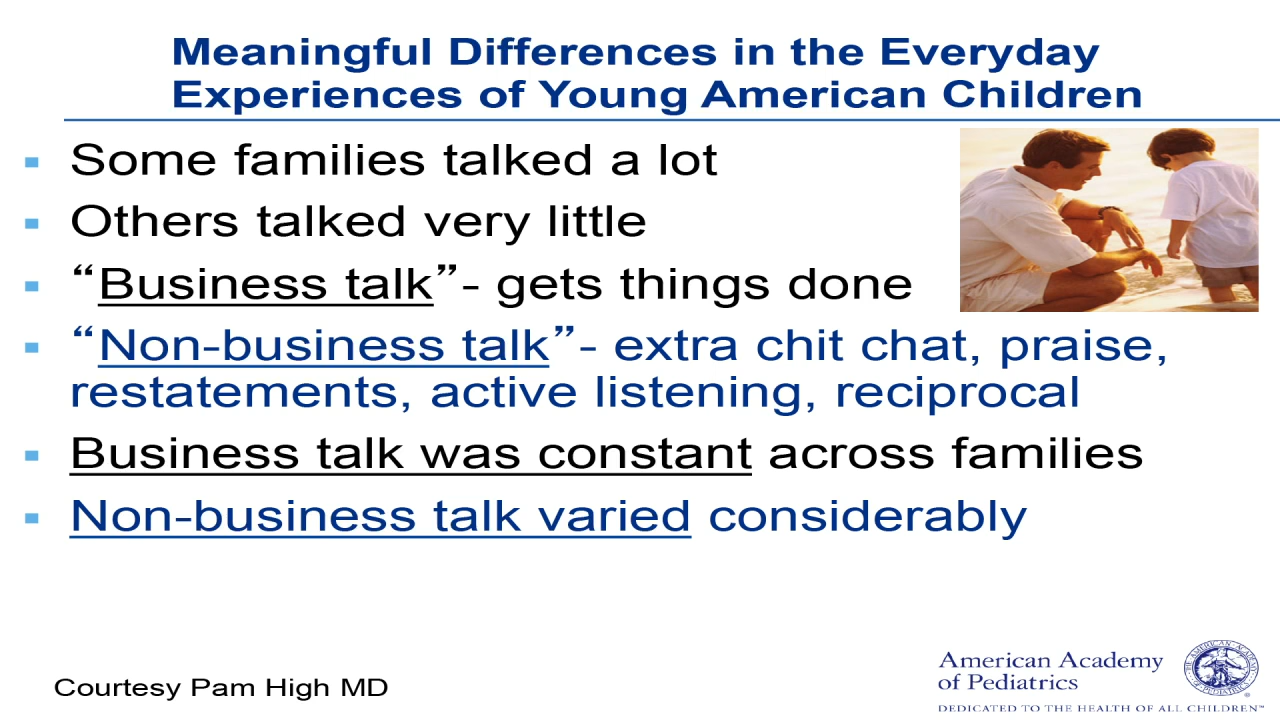 Meaningful Differences in the Everyday
Experiences of Young American Children
▪ Some families talked a lot
▪ Others talked very little
▪ “Business talk”- gets things done
▪ “Non-business talk”- extra chit chat, praise,
restatements, active listening, reciprocal
▪ Business talk was constant across families
▪ Non-business talk varied considerably
Courtesy Pam High MD
American Academy
of Pediatrics
DEDICATED TO THE HEALTH OF ALL CHILDREN™